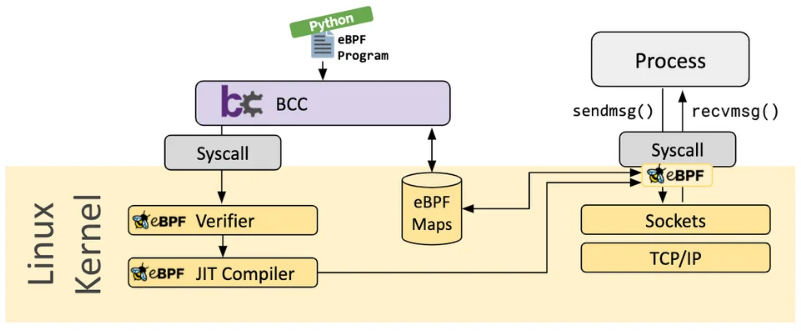 Python
eBPF
Program
bc
BCC
Syscall
Process
sendmsg()
recvmsg()
Syscall
eBPF
Linux
Kernel
eBPF Verifier
eBPF JIT Compiler
eBPF
Maps
Sockets
TCP/IP